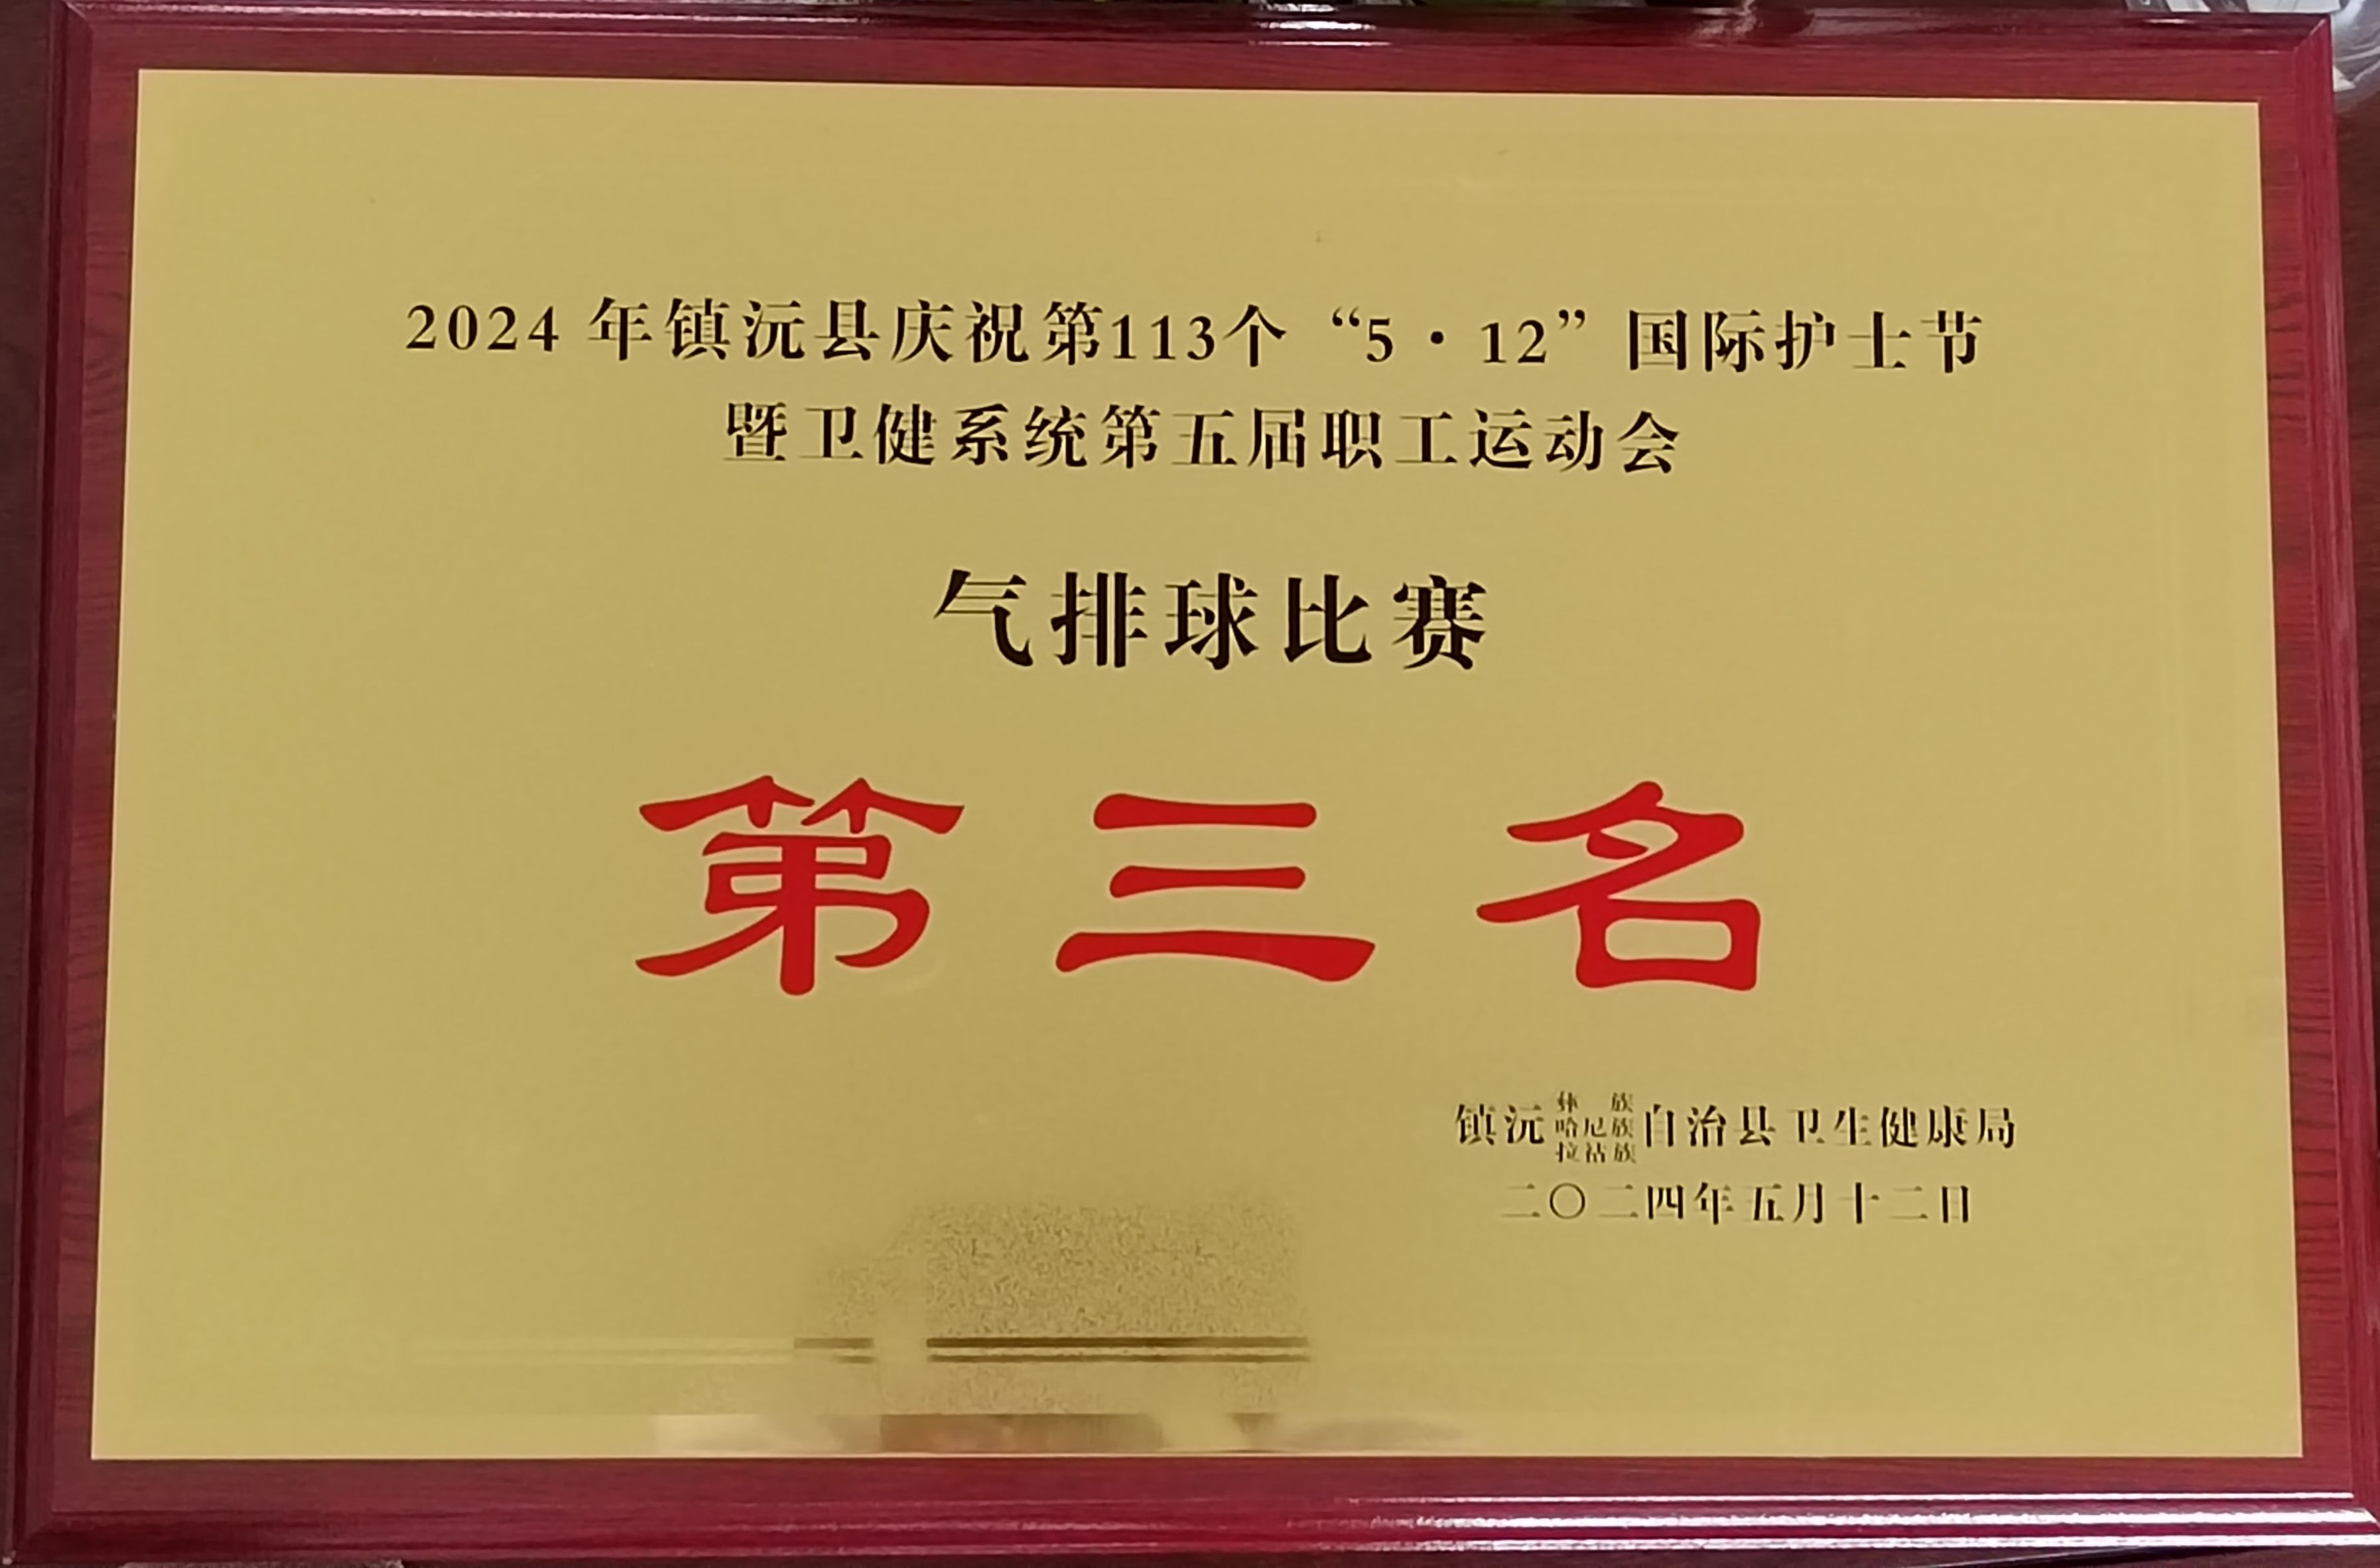 2024年镇沅县庆祝第113个“5·12”国际护士节
暨卫健系统第五届职工运动会
气排球比赛
第三名
镇沅彝族哈尼族拉祜族自治县卫生健康局
二〇二四年五月十二日